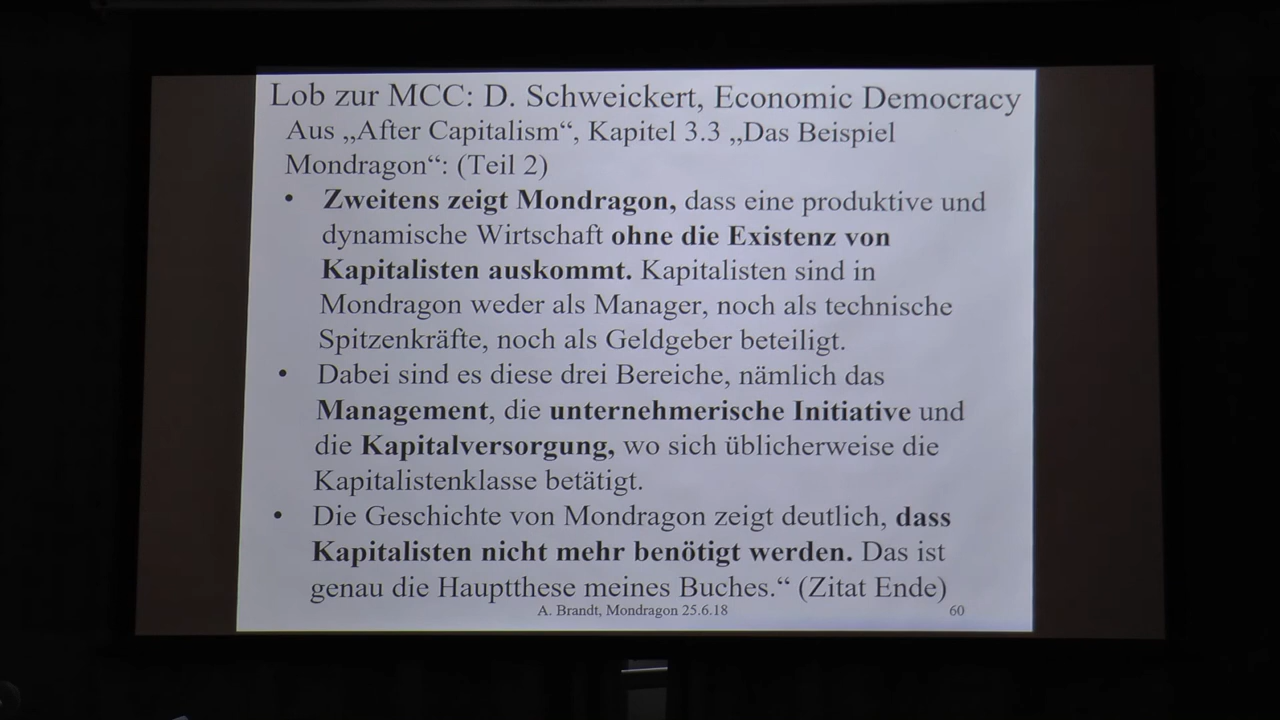 Lob zur MCC: D. Schweickert, Economic Democracy
Aus „After Capitalism“, Kapitel 3.3 „Das Beispiel
Mondragon“: (Teil 2)
• Zweitens zeigt Mondragon, dass eine produktive und
dynamische Wirtschaft ohne die Existenz von
Kapitalisten auskommt. Kapitalisten sind in
Mondragon weder als Manager, noch als technische
Spitzenkräfte, noch als Geldgeber beteiligt.
• Dabei sind es diese drei Bereiche, nämlich das
Management, die unternehmerische Initiative und
die Kapitalversorgung, wo sich üblicherweise die
Kapitalistenklasse betätigt.
• Die Geschichte von Mondragon zeigt deutlich, dass
Kapitalisten nicht mehr benötigt werden. Das ist
genau die Hauptthese meines Buches.“ (Zitat Ende)
A. Brandt, Mondragon 25.6.18 60